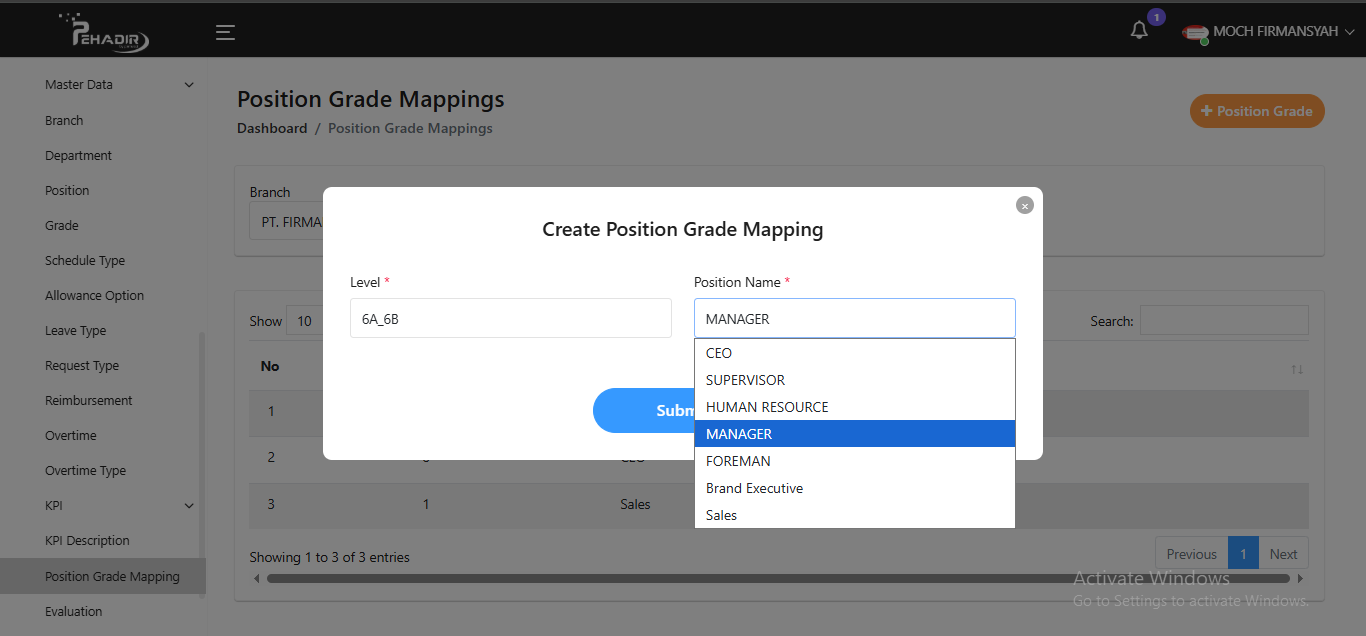 PEHADIR
1
MOCH FIRMANSYAH
Master Data
Branch
Department
Position
Grade
Schedule Type
Allowance Option
Leave Type
Request Type
Reimbursement
Overtime
Overtime Type
KPI
KPI Description
Position Grade Mapping
Evaluation
Position Grade Mappings
Dashboard / Position Grade Mappings
+ Position Grade
Branch
PT. FIRMA
Create Position Grade Mapping
×
Level *
6A_6B
Position Name *
MANAGER
CEO
SUPERVISOR
HUMAN RESOURCE
MANAGER
FOREMAN
Brand Executive
Sales
Subm
Show 10
Search:
No
1
2 CEO
3 1 Sales
Showing 1 to 3 of 3 entries
Previous 1 Next
Activate Windows
Go to Settings to activate Windows.